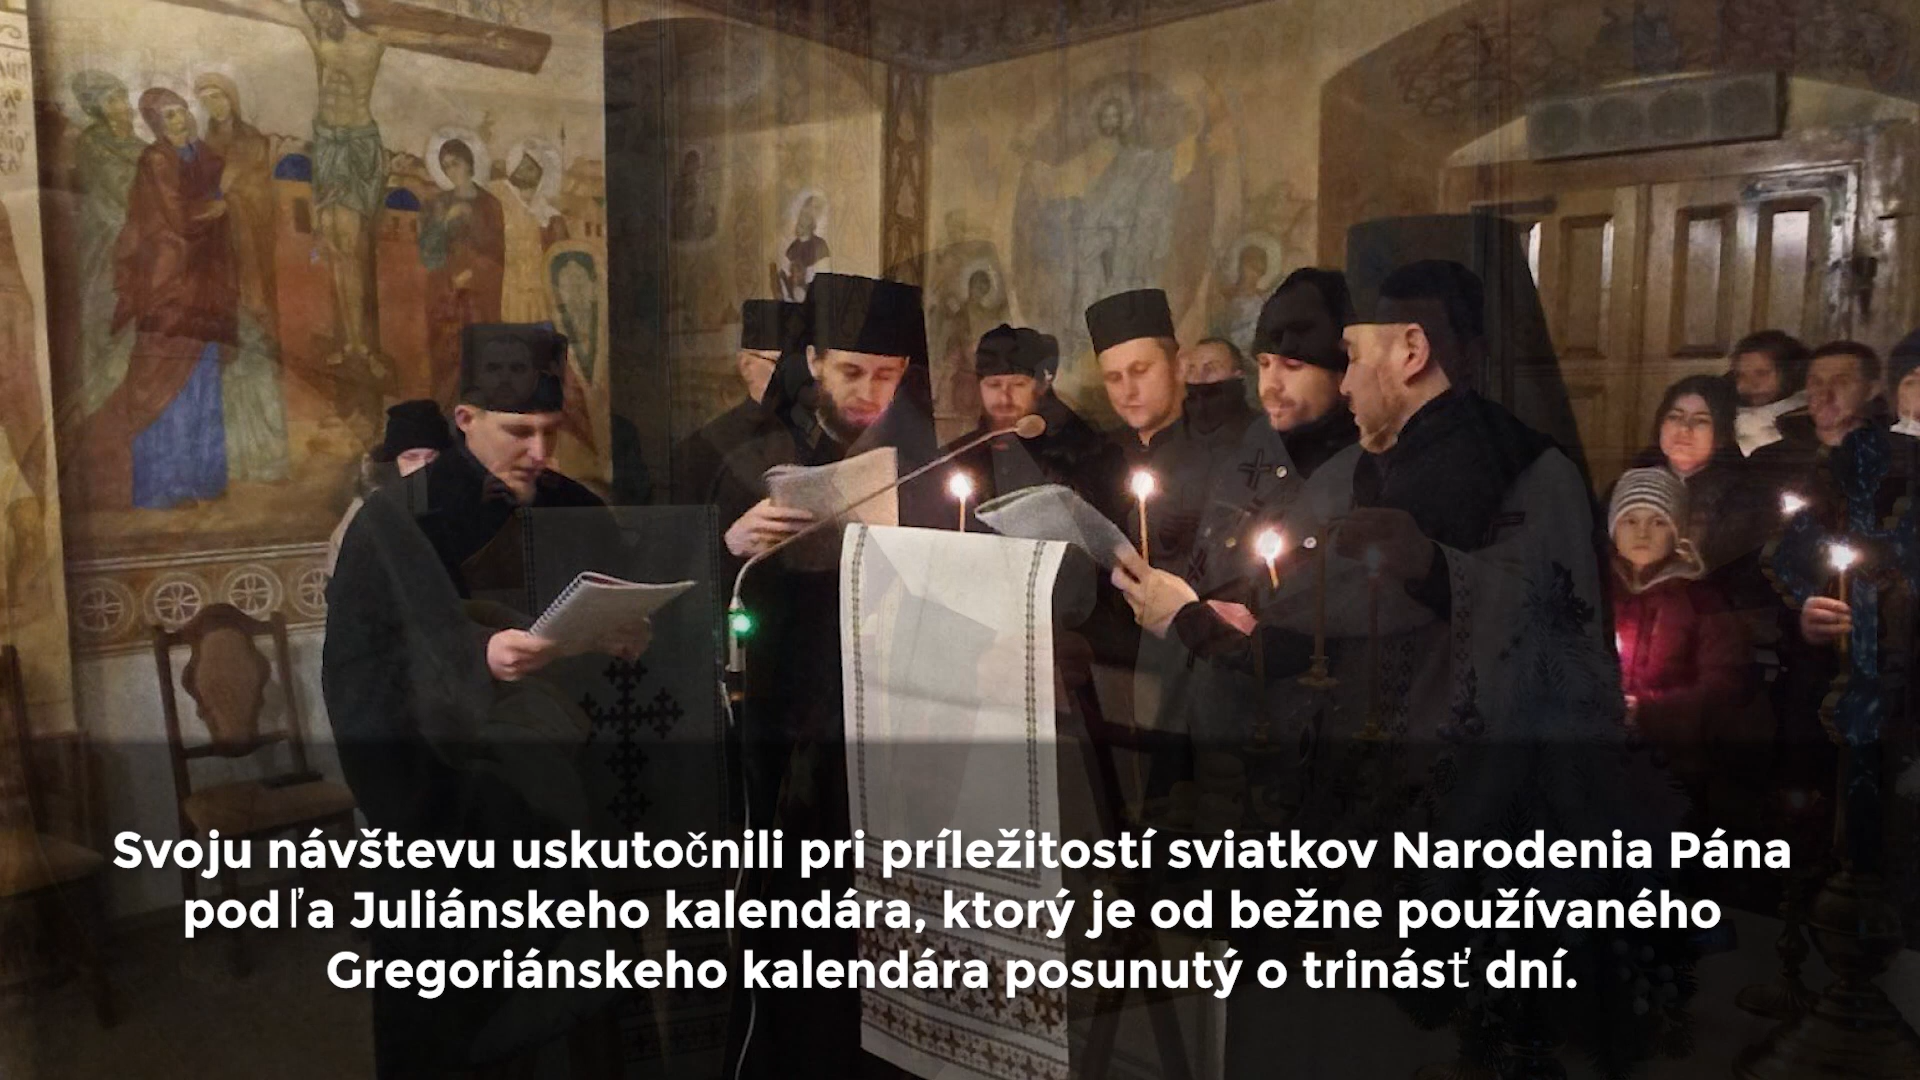 Svoju návštevu uskutočnili pri príležitostí sviatkov Narodenia Pána
podľa Juliánskeho kalendára, ktorý je od bežne používaného
Gregoriánskeho kalendára posunutý o trinásť dní.